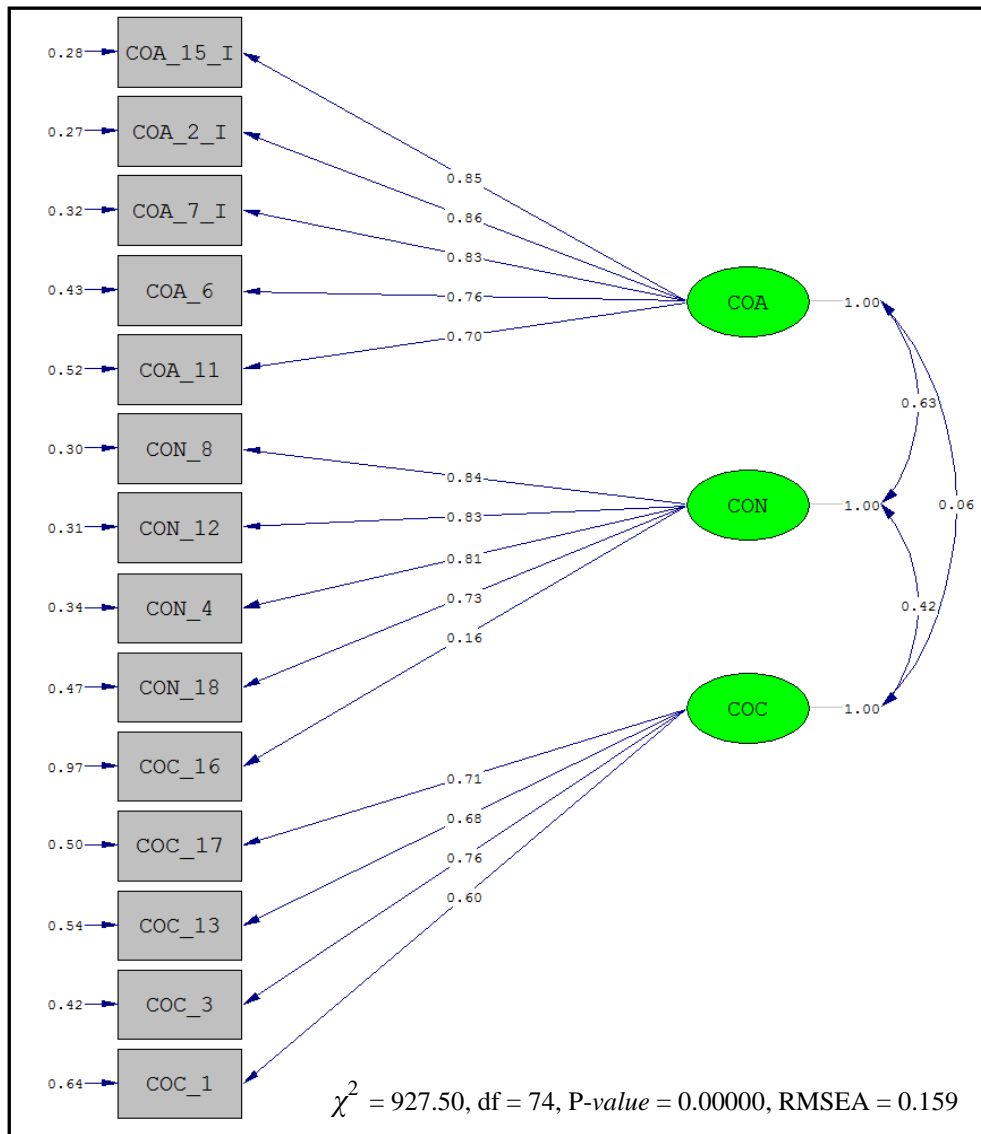 0.28 COA_15_I
0.27 COA_2_I
0.85
0.32 COA_7_I
0.86
0.83
0.43 COA_6
0.76
COA 1.00
0.70
0.52 COA_11
0.63
0.30 CON_8
0.84
CON 1.00 0.06
0.31 CON_12
0.83
0.81
0.34 CON_4
0.42
0.73
0.16
0.47 CON_18
COC 1.00
0.97 COC_16
0.71
0.68
0.50 COC_17
0.76
0.60
0.54 COC_13
0.42 COC_3
0.64 COC_1
χ² = 927.50, df = 74, P-value = 0.00000, RMSEA = 0.159